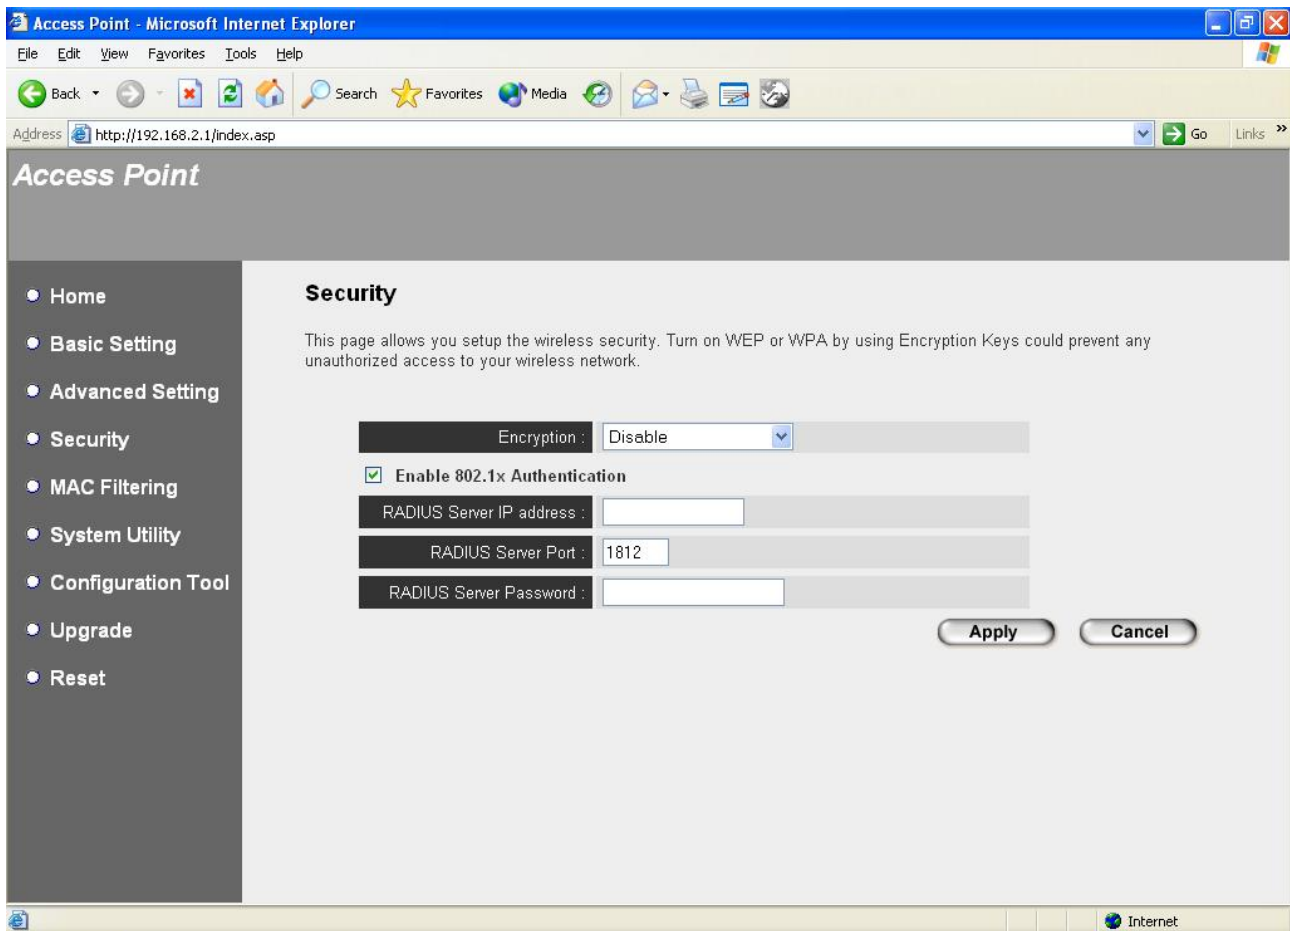 Access Point - Microsoft Internet Explorer
File Edit View Favorites Tools Help
Back Search Favorites Media
Address http://192.168.2.1/index.asp Go Links »
Access Point
Home
Basic Setting
Advanced Setting
Security
MAC Filtering
System Utility
Configuration Tool
Upgrade
Reset
Security
This page allows you setup the wireless security. Turn on WEP or WPA by using Encryption Keys could prevent any
unauthorized access to your wireless network.
Encryption : Disable
Enable 802.1x Authentication
RADIUS Server IP address :
RADIUS Server Port : 1812
RADIUS Server Password :
Apply Cancel
Internet